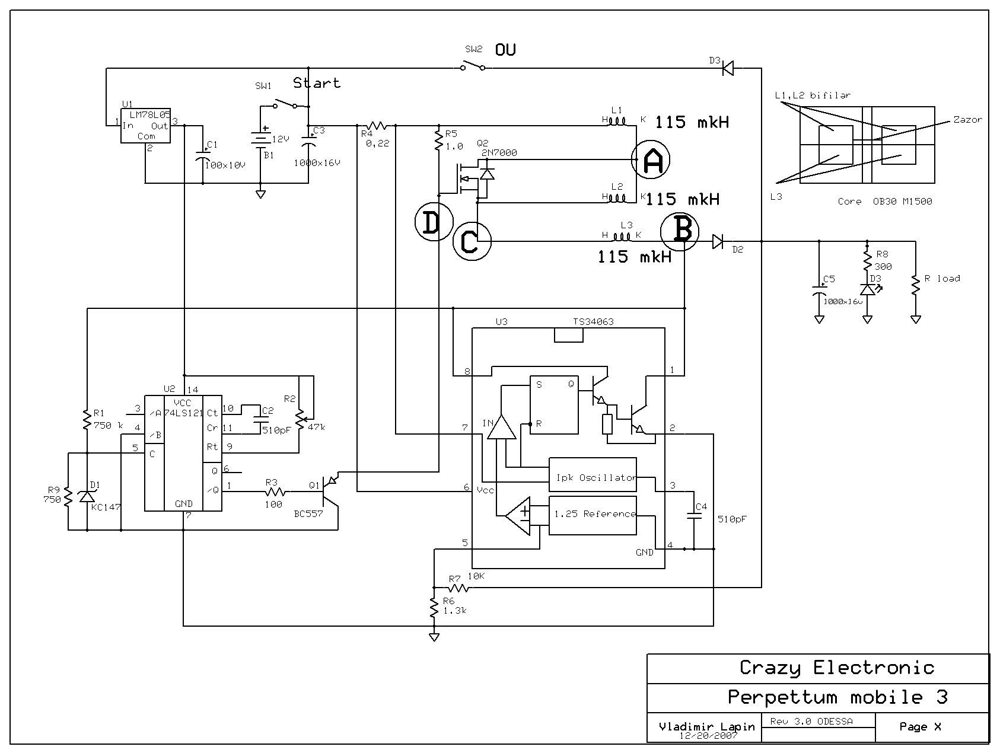 SW2 OU
D3
SW1 Start
L1,L2 bifilar
U1
LM78L05
1 In Out 3
Com
2
C1
100x10V
12V
B1
C3
1000x16V
R4
0,22
R5
1.0
Q2
2N7000
L1
H K 115 mkH
A
L2
H K 115 mkH
Zazor
L3
Core OB30 M1500
D
C
L3
H K
B
115 mkH
D2
R8
300
C5
1000x16v
D3
R load
U3 TS34063
8
1
S Q
R
IN
7
2
Ipk Oscillator
6 Vcc
3
1.25 Reference
C4
510pF
5
GND 4
U2 14
VCC
74LS121
3 /A
4 /B
5 C
Ct 10
Cr 11
Rt 9
Q 6
/Q 1
GND
7
C2
510pF
R2
47k
R1
750 k
R9
750
D1
KC147
R3
100
Q1
BC557
R7 10K
R6
1.3k
Crazy Electronic
Perpettum mobile 3
Vladimir Lapin
12/20/2007
Rev 3.0 ODESSA
Page X